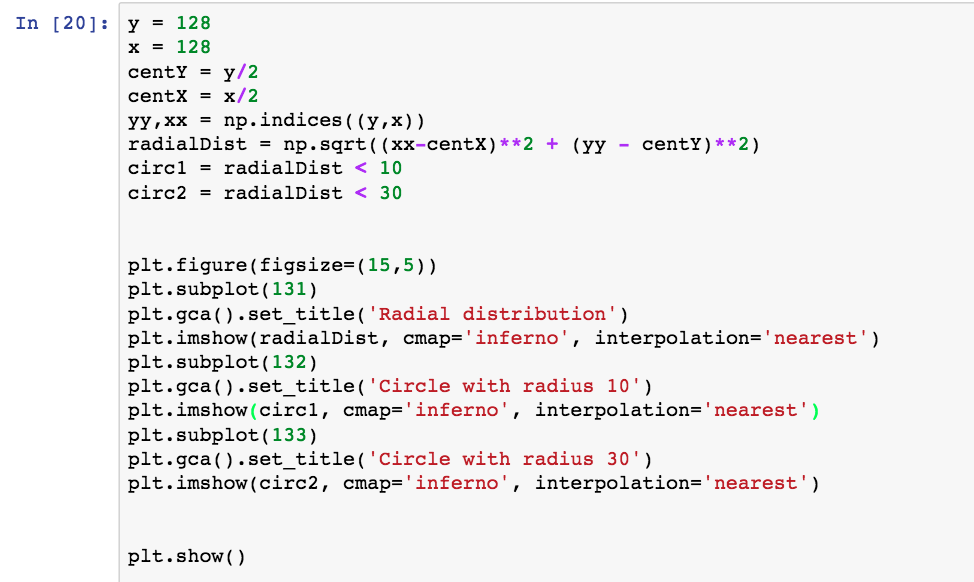 In [20]: y = 128
x = 128
centY = y/2
centX = x/2
yy,xx = np.indices((y,x))
radialDist = np.sqrt((xx-centX)**2 + (yy - centY)**2)
circ1 = radialDist < 10
circ2 = radialDist < 30
plt.figure(figsize=(15,5))
plt.subplot(131)
plt.gca().set_title('Radial distribution')
plt.imshow(radialDist, cmap='inferno', interpolation='nearest')
plt.subplot(132)
plt.gca().set_title('Circle with radius 10')
plt.imshow(circ1, cmap='inferno', interpolation='nearest')
plt.subplot(133)
plt.gca().set_title('Circle with radius 30')
plt.imshow(circ2, cmap='inferno', interpolation='nearest')
plt.show()